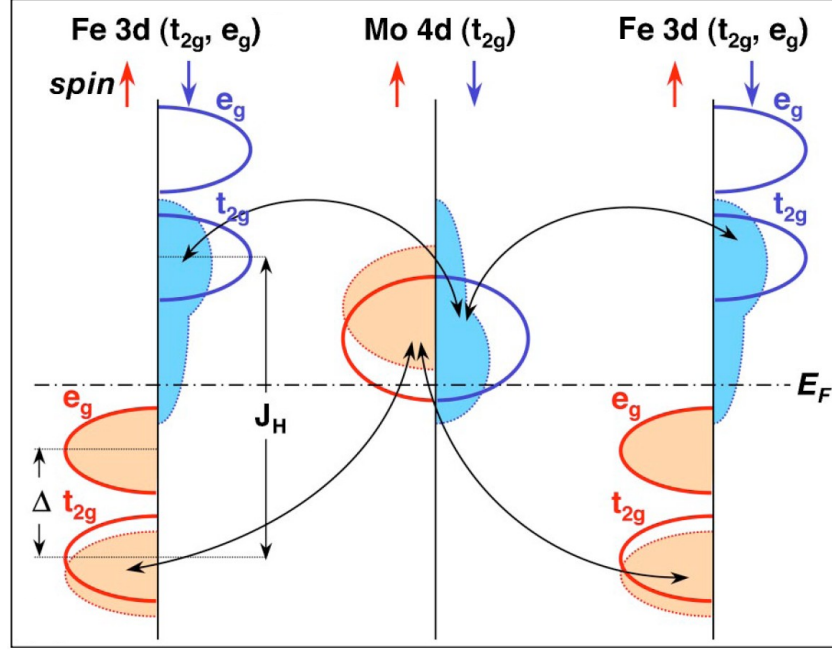 Fe 3d (t2g, eg) Mo 4d (t2g) Fe 3d (t2g, eg)
spin
eg eg
t2g t2g
EF
eg eg
JH
Δ t2g t2g